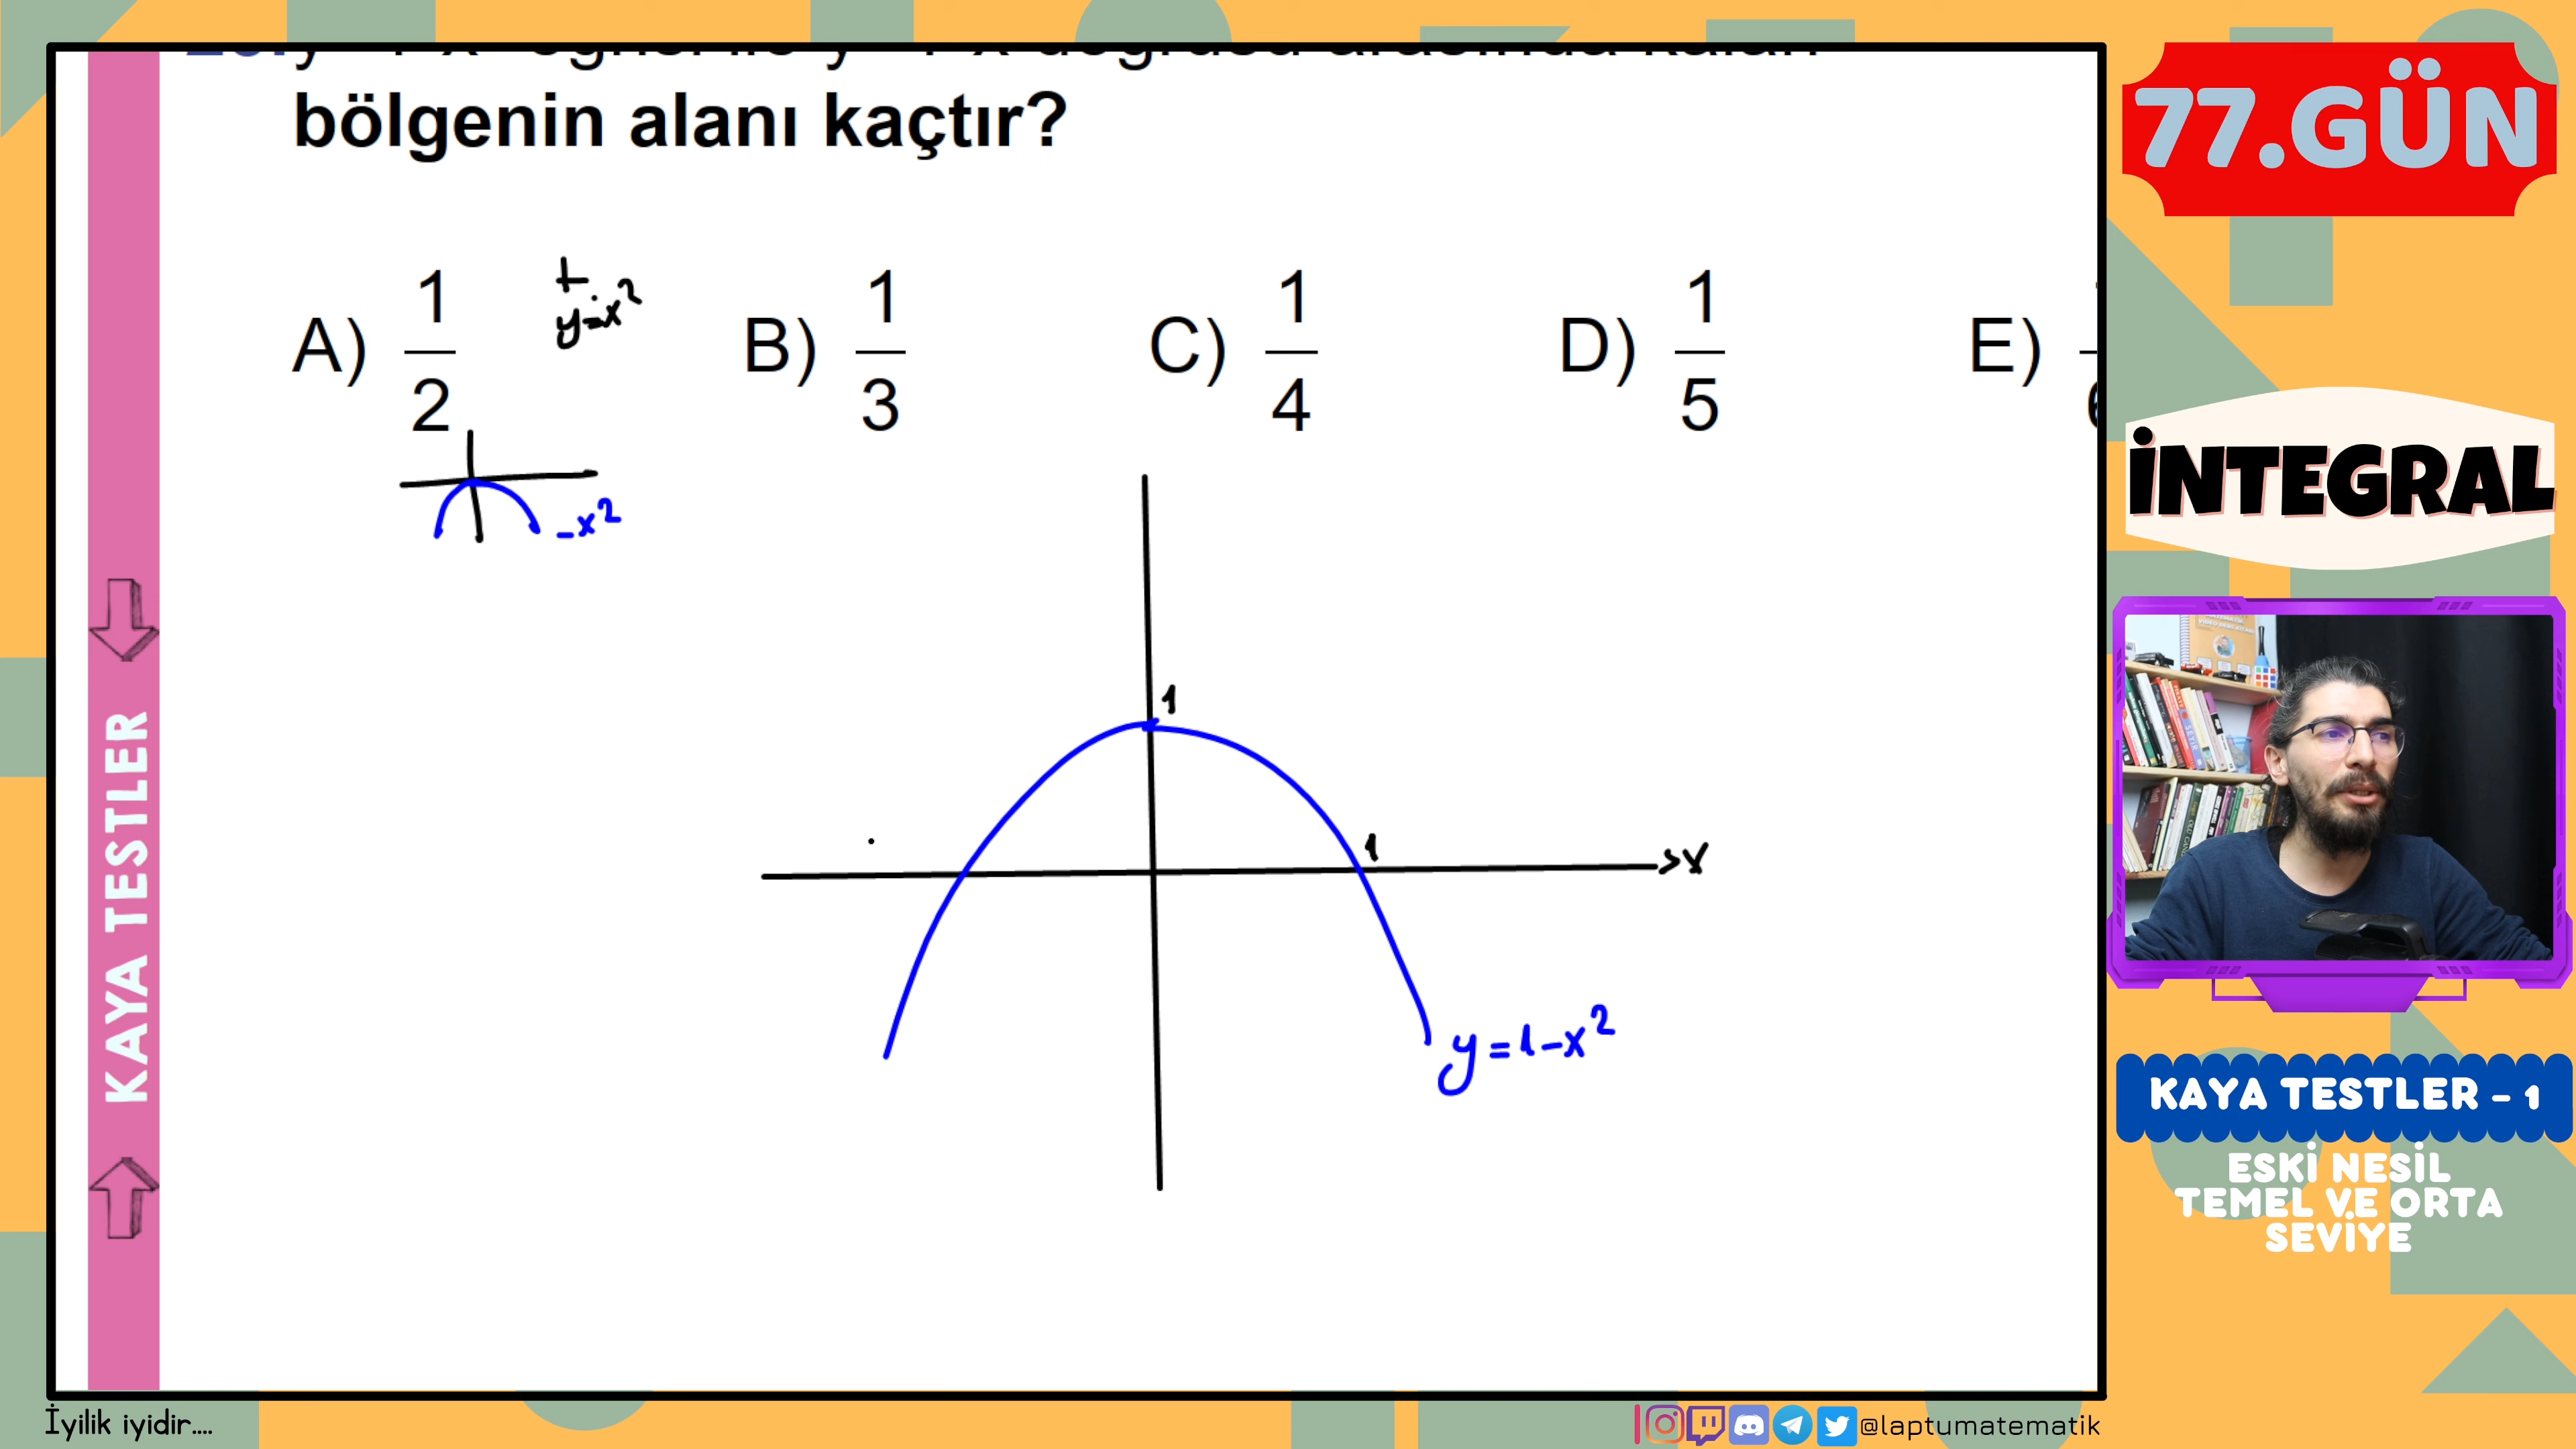 bölgenin alanı kaçtır?
A) 1/2 B) 1/3 C) 1/4 D) 1/5 E)
y=x²
-x²
1
1
x
y=1-x²
KAYA TESTLER
77.GÜN
İNTEGRAL
KAYA TESTLER - 1
ESKİ NESİL
TEMEL VE ORTA
SEVİYE
İyilik iyidir....
@laptumatematik